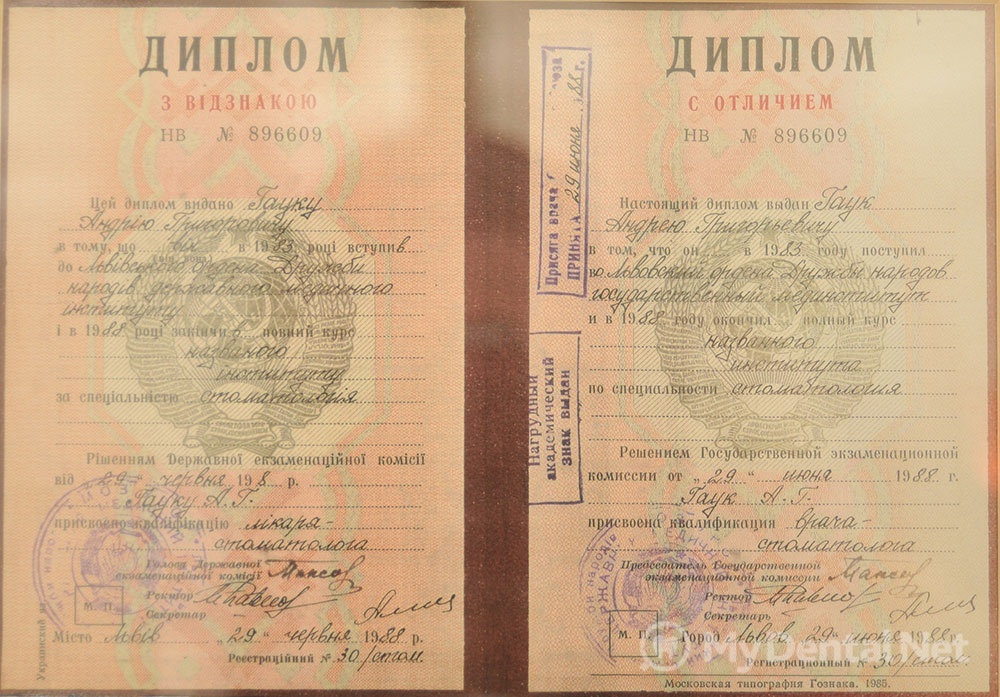 ДИПЛОМ
З ВІДЗНАКОЮ
НВ № 896609
Цей диплом видано Гауку
Андрію Григоровичу
в тому, що в 1983 році вступив
до Львівського ордена Дружби
народів державного медичного
інституту
і в 1988 році закінчив повний курс
названого
інституту
за спеціальністю стоматологія
Рішенням Державної екзаменаційної комісії
від 29 червня 1988 р.
Гауку А. Г.
присвоєно кваліфікацію лікаря-
стоматолога
Голова Державної
екзаменаційної комісії
Ректор
Секретар
М. П.
Місто Львів „29“ червня 1988 р.
Реєстраційний № 30/стом.
Украинский
ДИПЛОМ
С ОТЛИЧИЕМ
НВ № 896609
Присяга врача
ПРИНЯТА 29 июне 88 г.
Нагрудный
академический
знак выдан
Настоящий диплом выдан Гаук
Андрею Григорьевичу
в том, что он в 1983 году поступил
во Львовский ордена Дружбы народов
государственный мединститут
и в 1988 году окончил полный курс
названного
института
по специальности стоматология
Решением Государственной экзаменационной
комиссии от „29“ июня 1988 г.
Гаук А. Г.
присвоена квалификация врача-
стоматолога
Председатель Государственной
экзаменационной комиссии
Ректор
Секретарь
М. П.
Город Львов, 29“ июня 1988 г.
Регистрационный № 30/стом.
Московская типография Гознака. 1985.
MyDentalNet